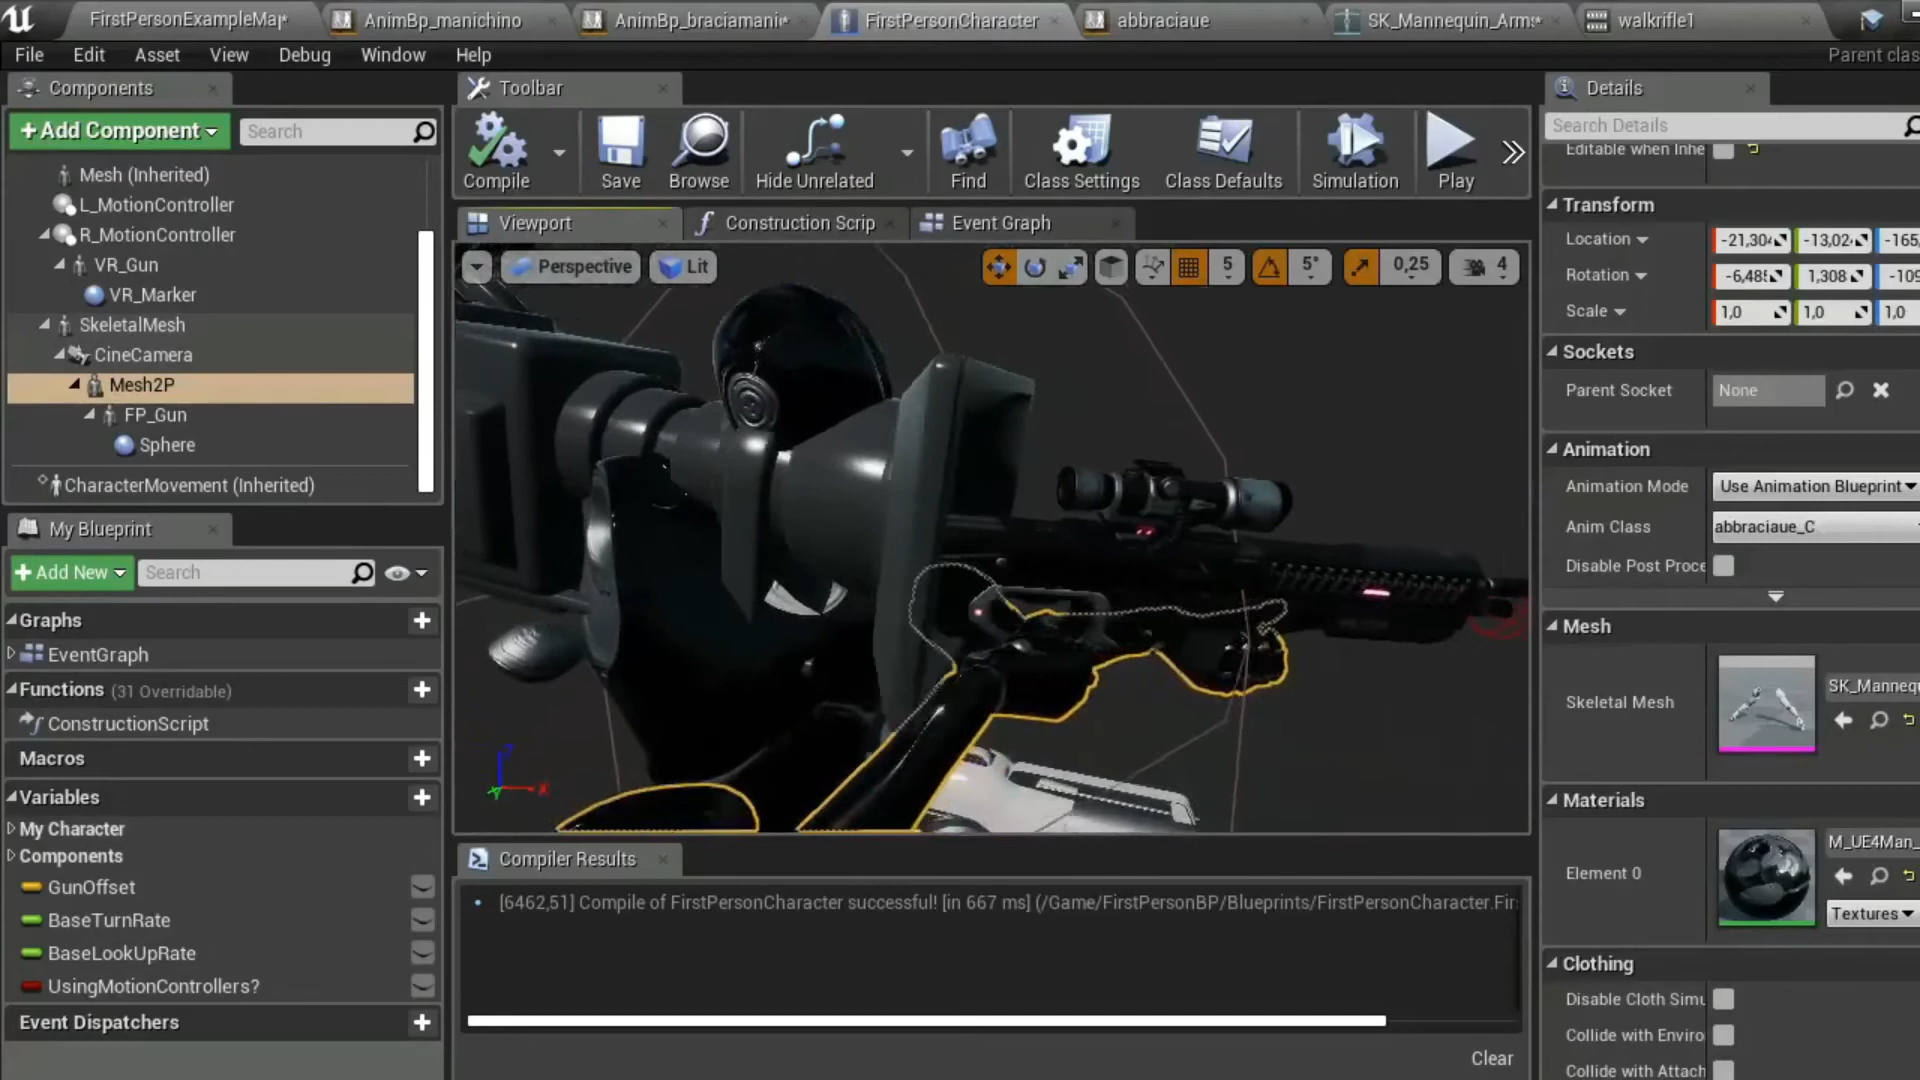 FirstPersonExampleMap*
AnimBp_manichino
AnimBp_braciamani*
FirstPersonCharacter
abbraciaue
SK_Mannequin_Arms*
walkrifle1
File Edit Asset View Debug Window Help
Parent clas
Components
+Add Component
Search
Mesh (Inherited)
L_MotionController
R_MotionController
VR_Gun
VR_Marker
SkeletalMesh
CineCamera
Mesh2P
FP_Gun
Sphere
CharacterMovement (Inherited)
My Blueprint
+Add New
Search
Graphs
EventGraph
Functions (31 Overridable)
ConstructionScript
Macros
Variables
My Character
Components
GunOffset
BaseTurnRate
BaseLookUpRate
UsingMotionControllers?
Event Dispatchers
Toolbar
Compile
Save
Browse
Hide Unrelated
Find
Class Settings
Class Defaults
Simulation
Play
Viewport
Construction Scrip
Event Graph
Perspective
Lit
5
5°
0,25
4
Z
X
Y
Compiler Results
[6462,51] Compile of FirstPersonCharacter successful! [in 667 ms] (/Game/FirstPersonBP/Blueprints/FirstPersonCharacter.Fir
Clear
Details
Search Details
Editable when Inhe
Transform
Location
-21,304 -13,02 -165,
Rotation
-6,485 1,308 -109
Scale
1,0 1,0 1,0
Sockets
Parent Socket
None
Animation
Animation Mode
Use Animation Blueprint
Anim Class
abbraciaue_C
Disable Post Proce
Mesh
Skeletal Mesh
SK_Mannequ
Materials
Element 0
M_UE4Man_
Textures
Clothing
Disable Cloth Simu
Collide with Enviro
Collide with Attach